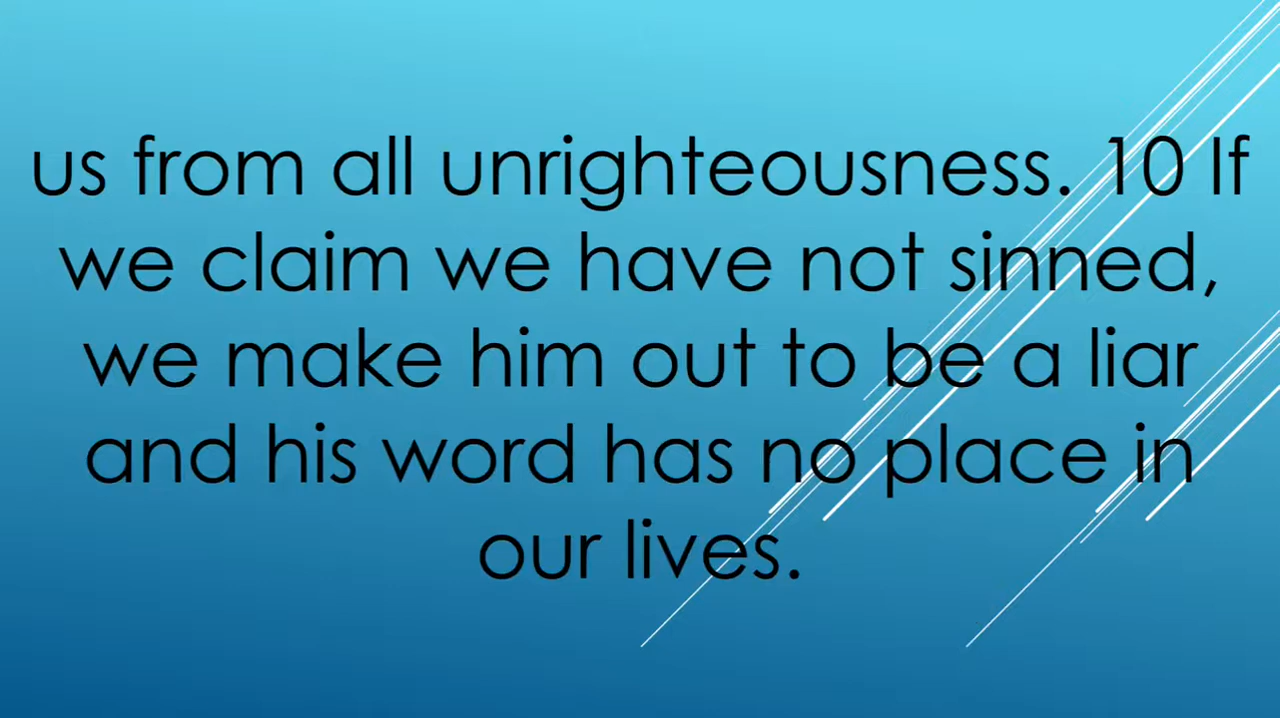 us from all unrighteousness. 10 If
we claim we have not sinned,
we make him out to be a liar
and his word has no place in
our lives.